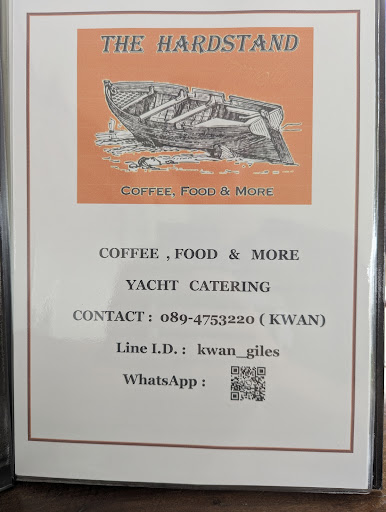 THE HARDSTAND
COFFEE, FOOD & MORE
COFFEE , FOOD & MORE
YACHT CATERING
CONTACT : 089-4753220 ( KWAN)
Line I.D. : kwan_giles
WhatsApp :